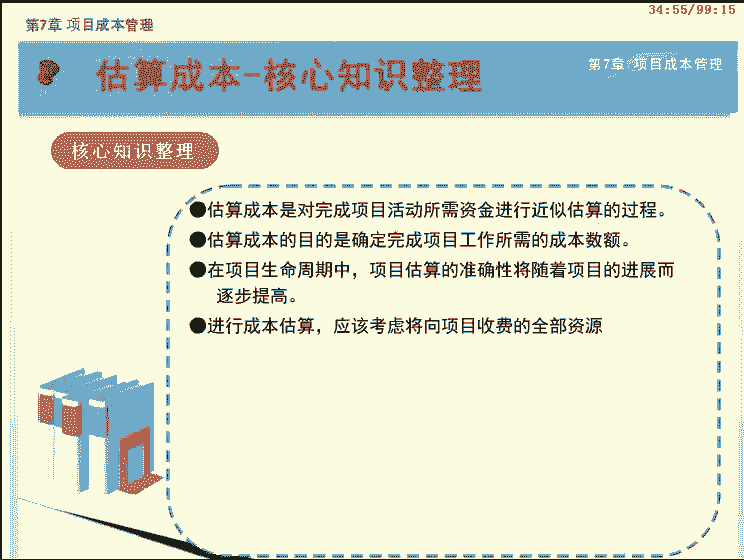 34:55/99:15
第7章 项目成本管理
估算成本-核心知识整理
第7章 项目成本管理
核心知识整理
●估算成本是对完成项目活动所需资金进行近似估算的过程。
●估算成本的目的是确定完成项目工作所需的成本数额。
●在项目生命周期中，项目估算的准确性将随着项目的进展而
逐步提高。
●进行成本估算，应该考虑将向项目收费的全部资源